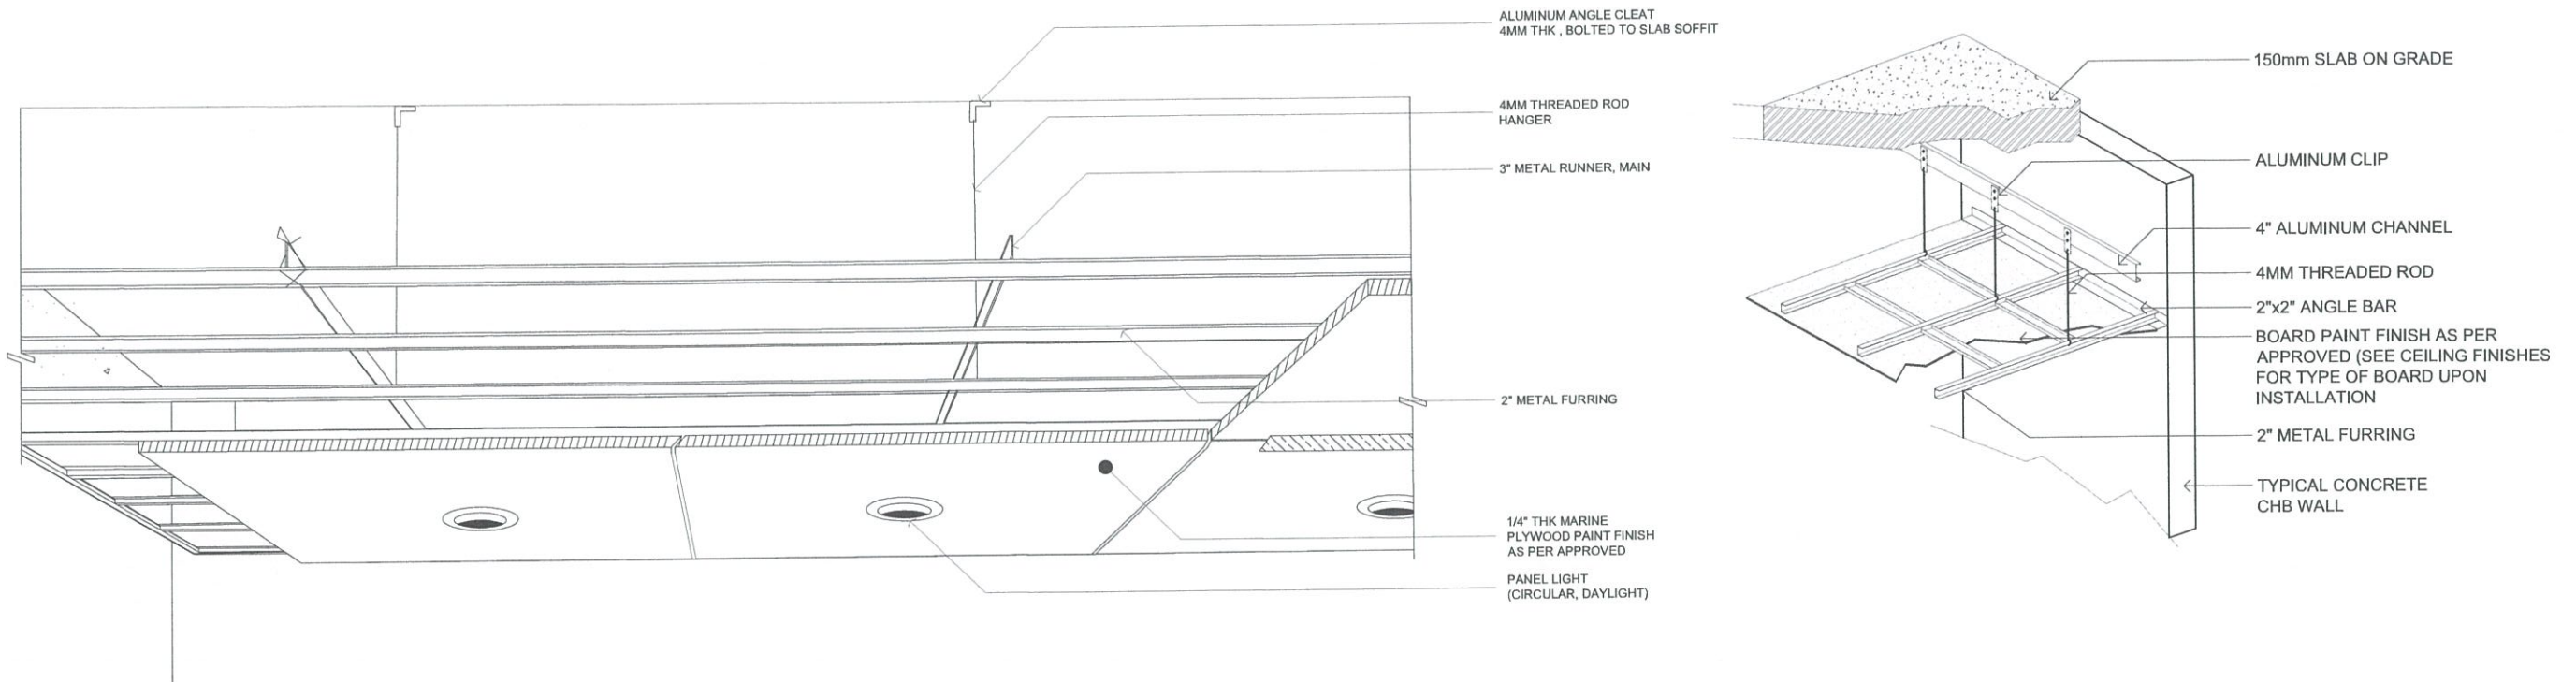 ALUMINUM ANGLE CLEAT
4MM THK , BOLTED TO SLAB SOFFIT
4MM THREADED ROD
HANGER
3" METAL RUNNER, MAIN
2" METAL FURRING
1/4" THK MARINE
PLYWOOD PAINT FINISH
AS PER APPROVED
PANEL LIGHT
(CIRCULAR, DAYLIGHT)
150mm SLAB ON GRADE
ALUMINUM CLIP
4" ALUMINUM CHANNEL
4MM THREADED ROD
2"x2" ANGLE BAR
BOARD PAINT FINISH AS PER
APPROVED (SEE CEILING FINISHES
FOR TYPE OF BOARD UPON
INSTALLATION
2" METAL FURRING
TYPICAL CONCRETE
CHB WALL